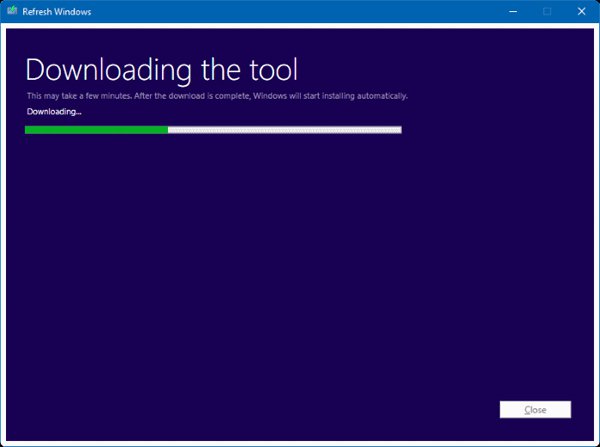 Refresh Windows
Downloading the tool
This may take a few minutes. After the download is complete, Windows will start installing automatically.
Downloading...
Close